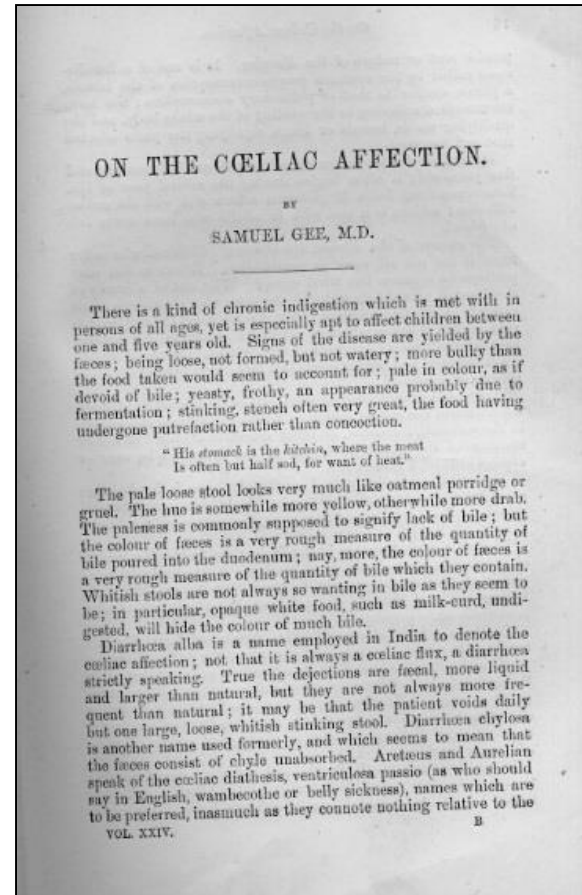 ON THE CŒLIAC AFFECTION.
BY
SAMUEL GEE, M.D.
There is a kind of chronic indigestion which is met with in
persons of all ages, yet is especially apt to affect children between
one and five years old. Signs of the disease are yielded by the
fæces; being loose, not formed, but not watery; more bulky than
the food taken would seem to account for; pale in colour, as if
devoid of bile; yeasty, frothy, an appearance probably due to
fermentation; stinking, stench often very great, the food having
undergone putrefaction rather than concoction.
"His stomack is the kitchin, where the meat
Is often but half sod, for want of heat."
The pale loose stool looks very much like oatmeal porridge or
gruel. The hue is somewhile more yellow, otherwhile more drab.
The paleness is commonly supposed to signify lack of bile; but
the colour of fæces is a very rough measure of the quantity of
bile poured into the duodenum; nay, more, the colour of fæces is
a very rough measure of the quantity of bile which they contain.
Whitish stools are not always so wanting in bile as they seem to
be; in particular, opaque white food, such as milk-curd, undi-
gested, will hide the colour of much bile.
Diarrhœa alba is a name employed in India to denote the
cœliac affection; not that it is always a cœliac flux, a diarrhœa
strictly speaking. True the dejections are fæcal, more liquid
and larger than natural, but they are not always more fre-
quent than natural; it may be that the patient voids daily
but one large, loose, whitish stinking stool. Diarrhœa chylosa
is another name used formerly, and which seems to mean that
the fæces consist of chyle unabsorbed. Aretæus and Aurelian
speak of the cœliac diathesis, ventriculosa passio (as who should
say in English, wambecothe or belly sickness), names which are
to be preferred, inasmuch as they connote nothing relative to the
VOL. XXIV. B